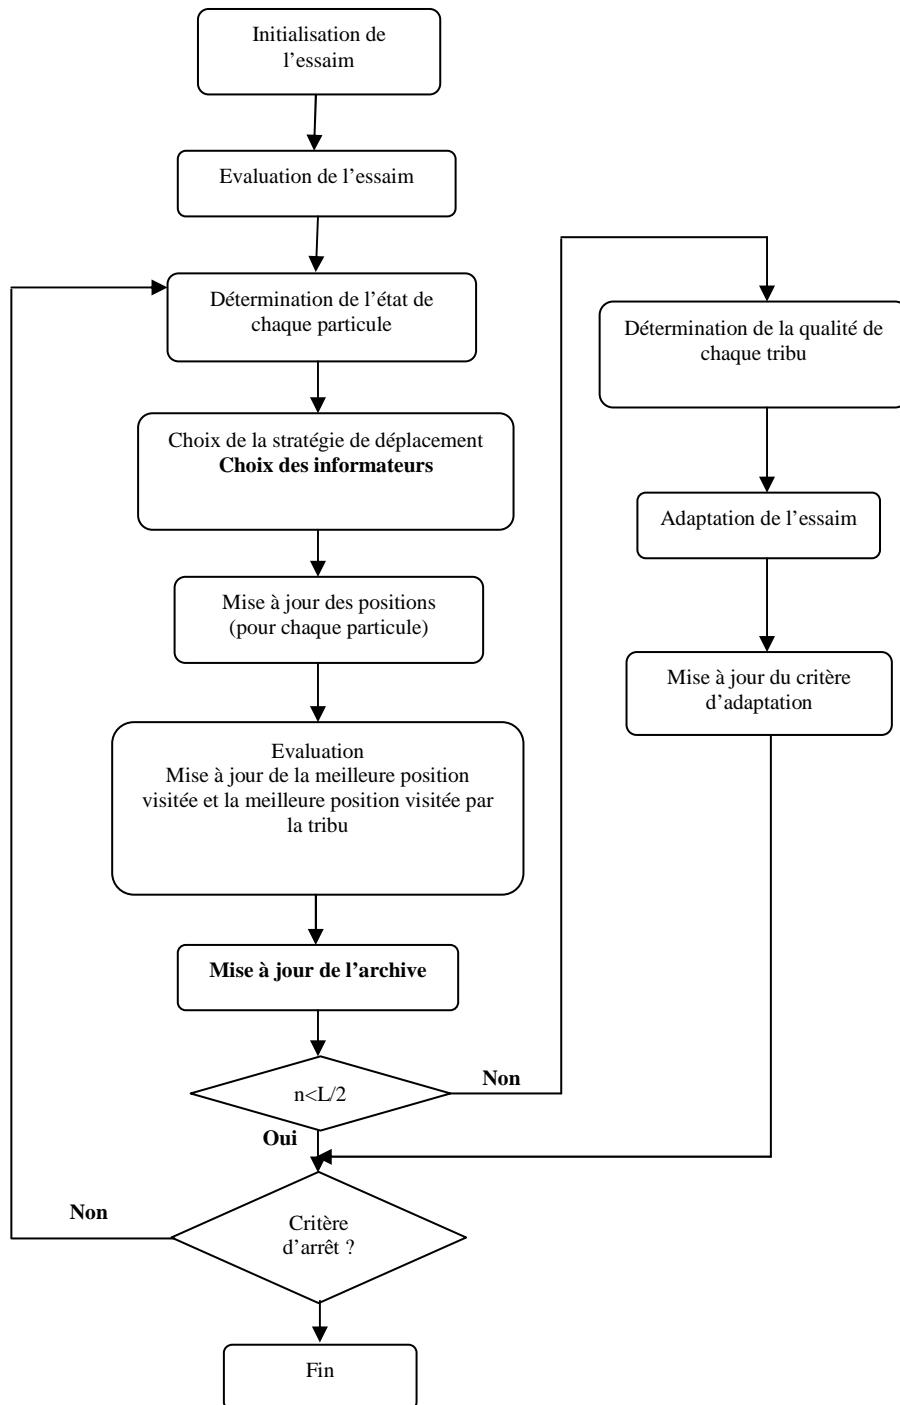 Initialisation de
l’essaim
Evaluation de l’essaim
Détermination de l’état de
chaque particule
Choix de la stratégie de déplacement
Choix des informateurs
Mise à jour des positions
(pour chaque particule)
Evaluation
Mise à jour de la meilleure position
visitée et la meilleure position visitée par
la tribu
Mise à jour de l’archive
n<L/2
Non
Oui
Détermination de la qualité de
chaque tribu
Adaptation de l’essaim
Mise à jour du critère
d’adaptation
Critère
d’arrêt ?
Non
Fin